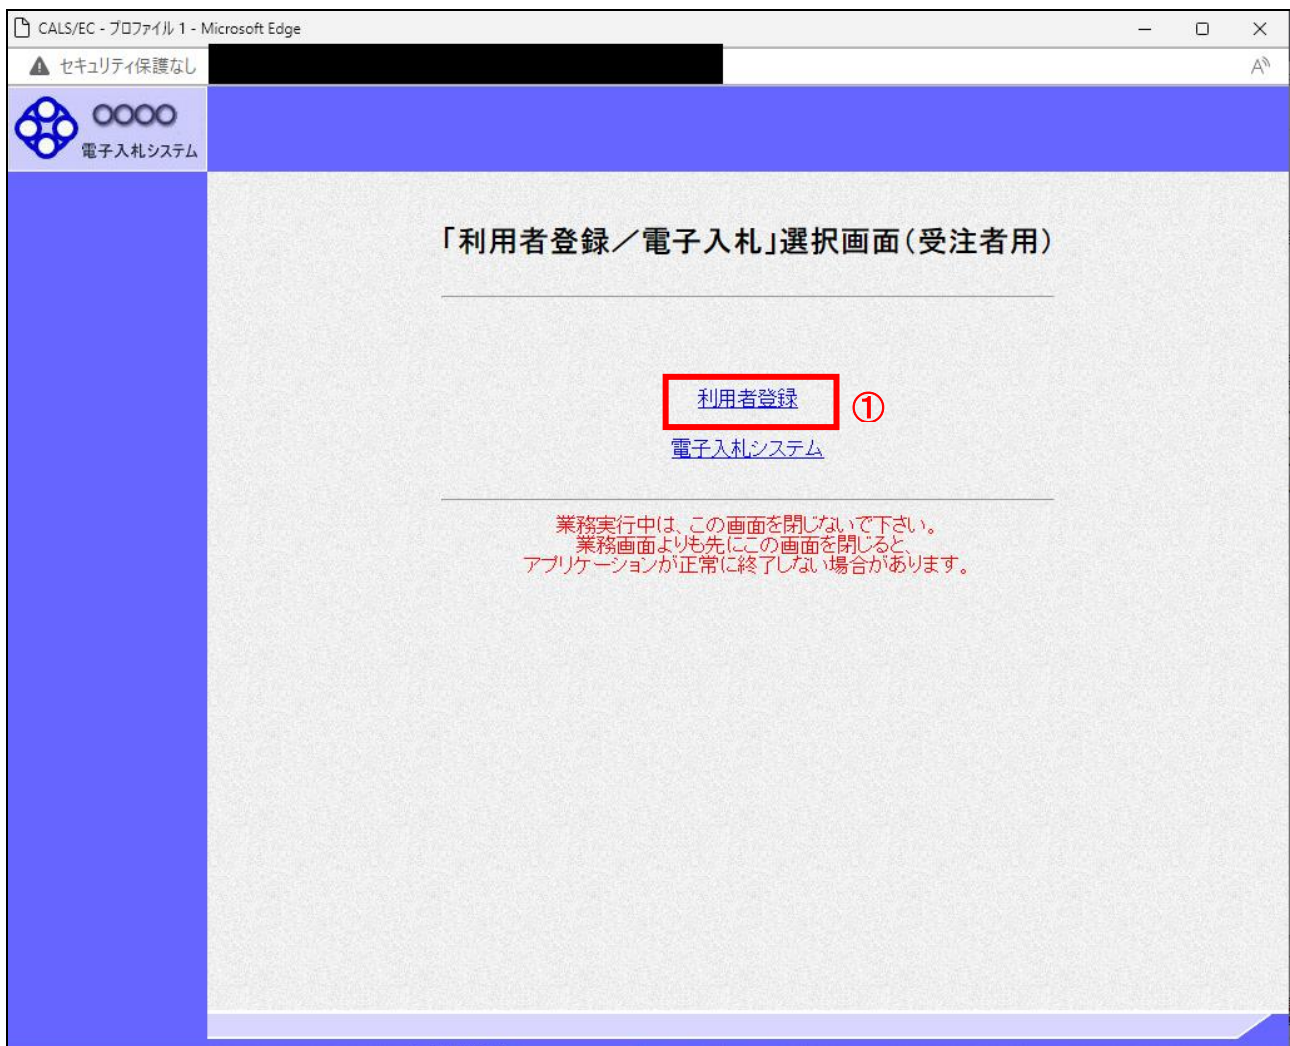 CALS/EC - プロファイル 1 - Microsoft Edge
セキュリティ保護なし
〇〇〇〇
電子入札システム
「利用者登録／電子入札」選択画面(受注者用)
利用者登録
①
電子入札システム
業務実行中は、この画面を閉じないで下さい。
業務画面よりも先にこの画面を閉じると、
アプリケーションが正常に終了しない場合があります。